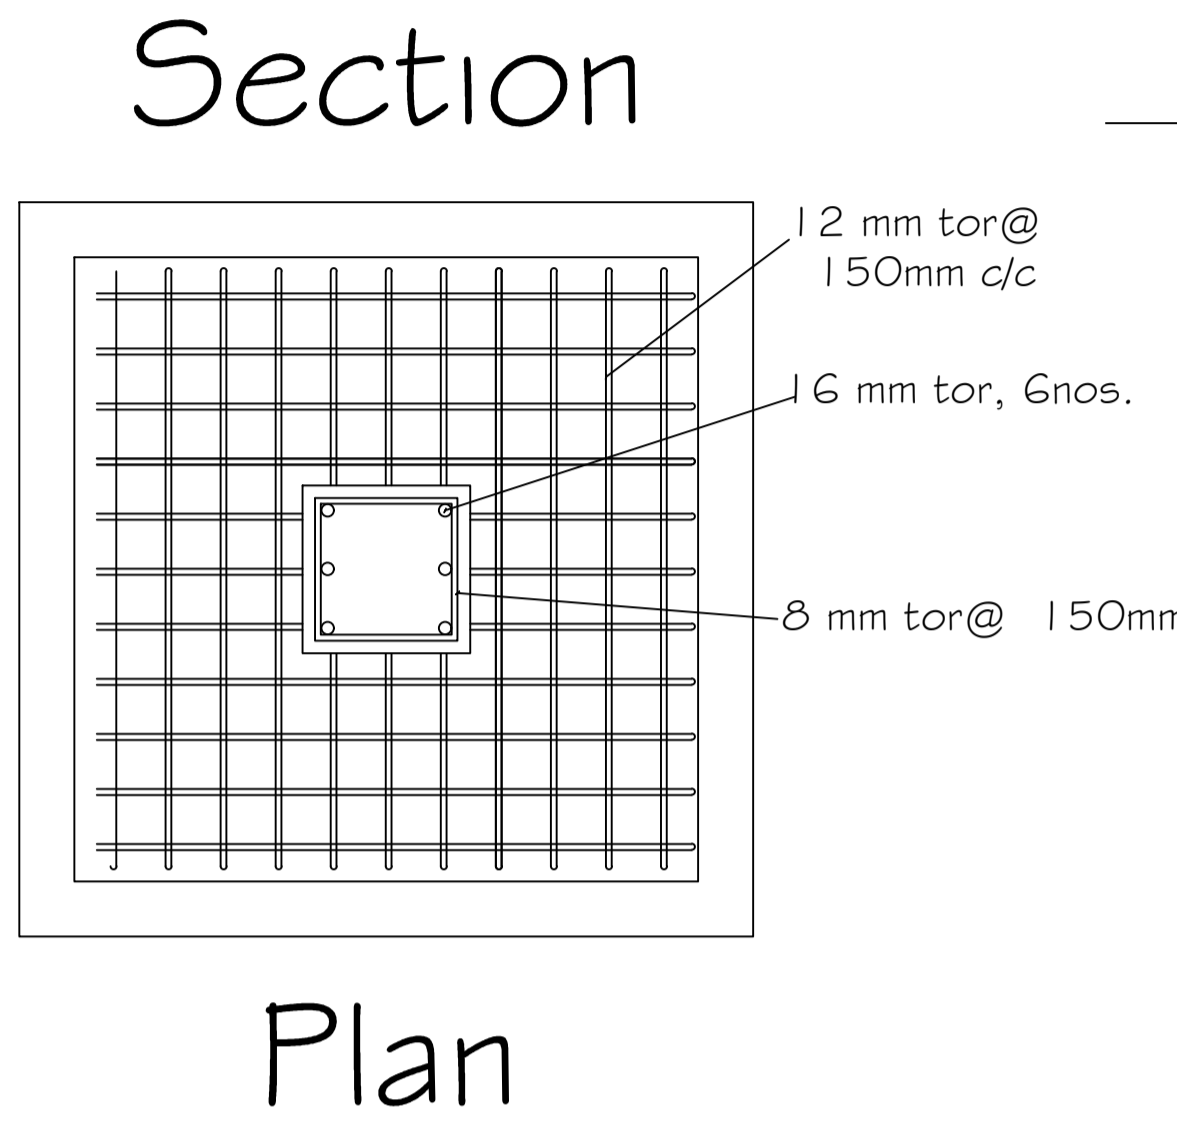 Section
12 mm tor@
150mm c/c
16 mm tor, 6nos.
8 mm tor@ 150mm
Plan